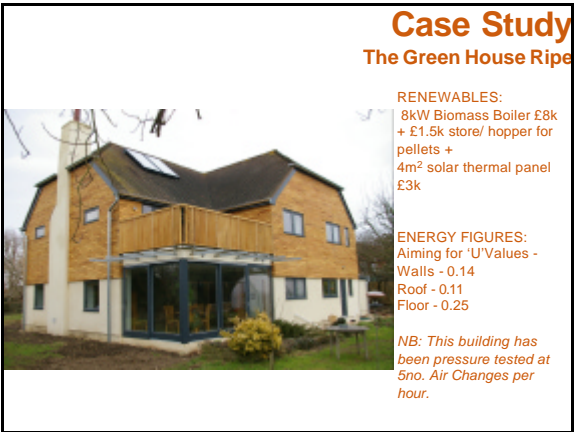 Case Study
The Green House Ripe
RENEWABLES:
8kW Biomass Boiler £8k
+ £1.5k store/ hopper for
pellets +
4m² solar thermal panel
£3k
ENERGY FIGURES:
Aiming for ‘U’Values -
Walls - 0.14
Roof - 0.11
Floor - 0.25
NB: This building has
been pressure tested at
5no. Air Changes per
hour.